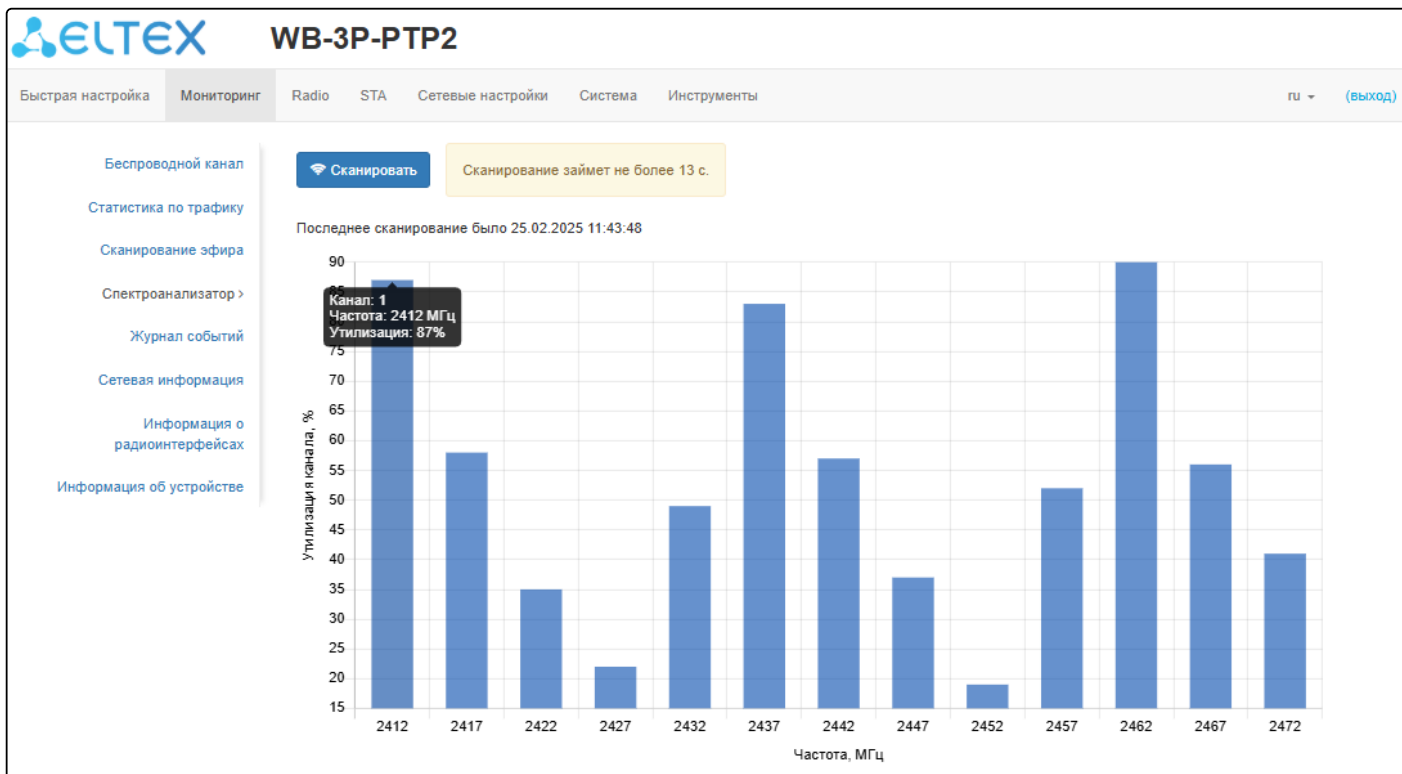 ELTEX WB-3P-PTP2
Быстрая настройка Мониторинг Radio STA Сетевые настройки Система Инструменты ru (выход)
Беспроводной канал
Статистика по трафику
Сканирование эфира
Спектроанализатор >
Журнал событий
Сетевая информация
Информация о
радиоинтерфейсах
Информация об устройстве
Сканировать
Сканирование займет не более 13 с.
Последнее сканирование было 25.02.2025 11:43:48
Утилизация канала, %
90
85
Канал: 1
Частота: 2412 МГц
Утилизация: 87%
80
75
70
65
60
55
50
45
40
35
30
25
20
15
2412 2417 2422 2427 2432 2437 2442 2447 2452 2457 2462 2467 2472
Частота, МГц